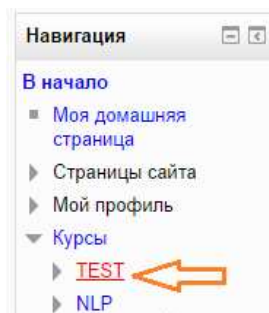 Навигация
В начало
Моя домашняя
страница
Страницы сайта
Мой профиль
Курсы
TEST
NLP